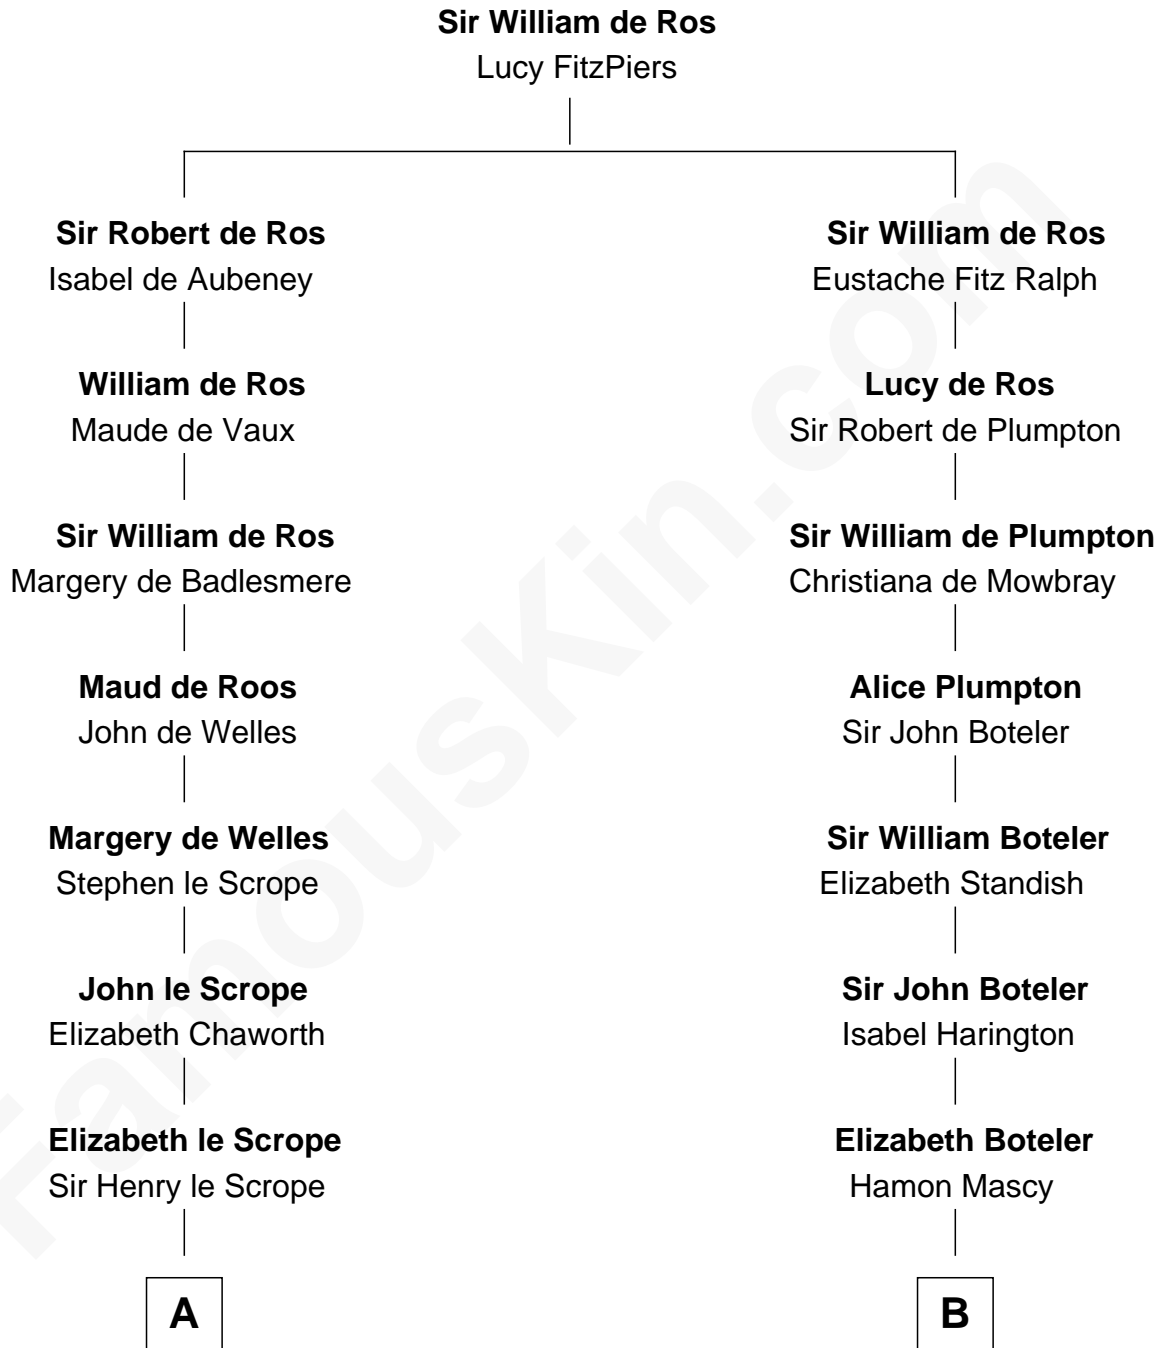 Sir William de Ros
Lucy FitzPiers
Sir Robert de Ros
Isabel de Aubeney
Sir William de Ros
Eustache Fitz Ralph
William de Ros
Maude de Vaux
Lucy de Ros
Sir Robert de Plumpton
Sir William de Ros
Margery de Badlesmere
Sir William de Plumpton
Christiana de Mowbray
Maud de Roos
John de Welles
Alice Plumpton
Sir John Boteler
Margery de Welles
Stephen le Scrope
Sir William Boteler
Elizabeth Standish
John le Scrope
Elizabeth Chaworth
Sir John Boteler
Isabel Harington
Elizabeth le Scrope
Sir Henry le Scrope
Elizabeth Boteler
Hamon Mascy
A
B
FamousKin.com